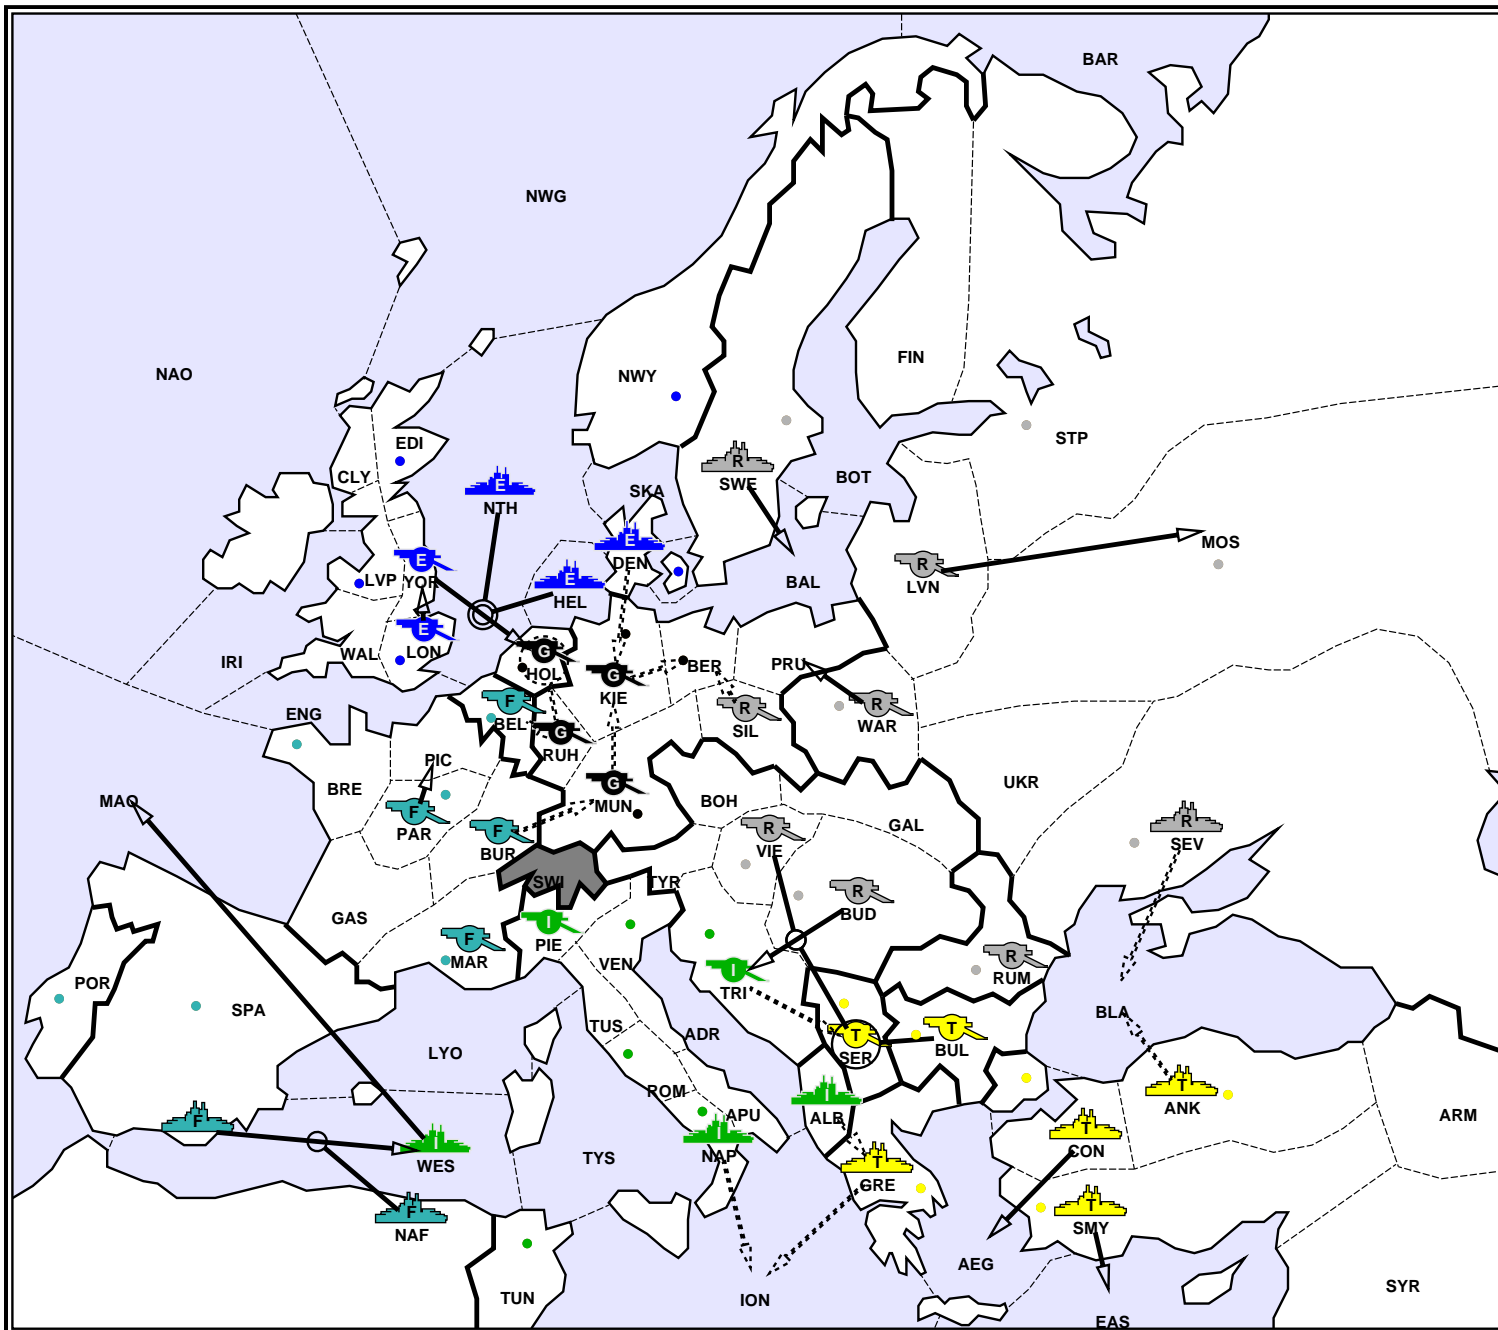 BAR
NWG
NAO
NWY
FIN
EDI
STP
CLY
R
SWE
BOT
E
NTH
SKA
E
DEN
MOS
E
YOR
LVP
E
HEL
BAL
R
LVN
E
LON
WAL
IRI
G
HOL
G
KIE
BER
PRU
F
BEL
R
SIL
R
WAR
ENG
G
RUH
PIC
UKR
BRE
MAO
F
PAR
G
MUN
BOH
GAL
R
SEV
F
BUR
R
VIE
SWI
TYR
R
BUD
GAS
F
MAR
I
PIE
VEN
I
TRI
R
RUM
POR
SPA
BLA
TUS
ADR
T
SER
T
BUL
LYO
ROM
I
ALB
APU
T
ANK
ARM
F
I
WES
I
NAP
TYS
T
CON
T
GRE
F
NAF
T
SMY
AEG
SYR
TUN
ION
EAS